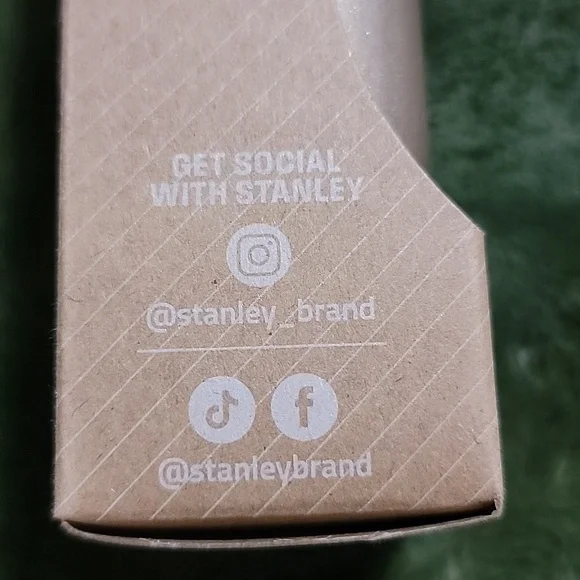 GET SOCIAL
WITH STANLEY
@stanley_brand
@stanleybrand